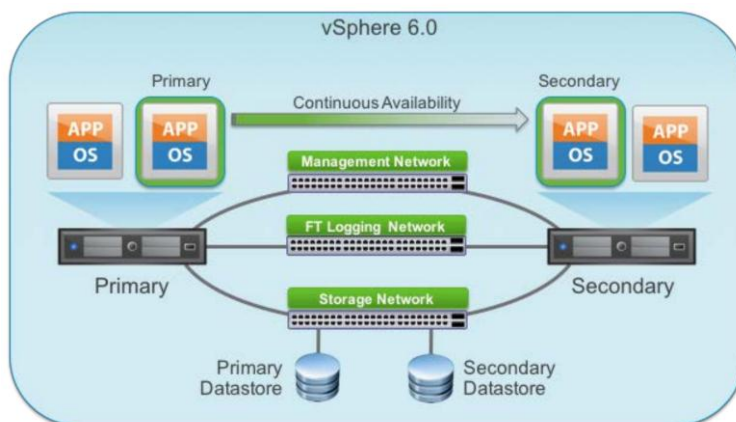 vSphere 6.0
Primary
Secondary
Continuous Availability
APP
OS
APP
OS
APP
OS
APP
OS
Management Network
FT Logging Network
Primary
Secondary
Storage Network
Primary
Datastore
Secondary
Datastore